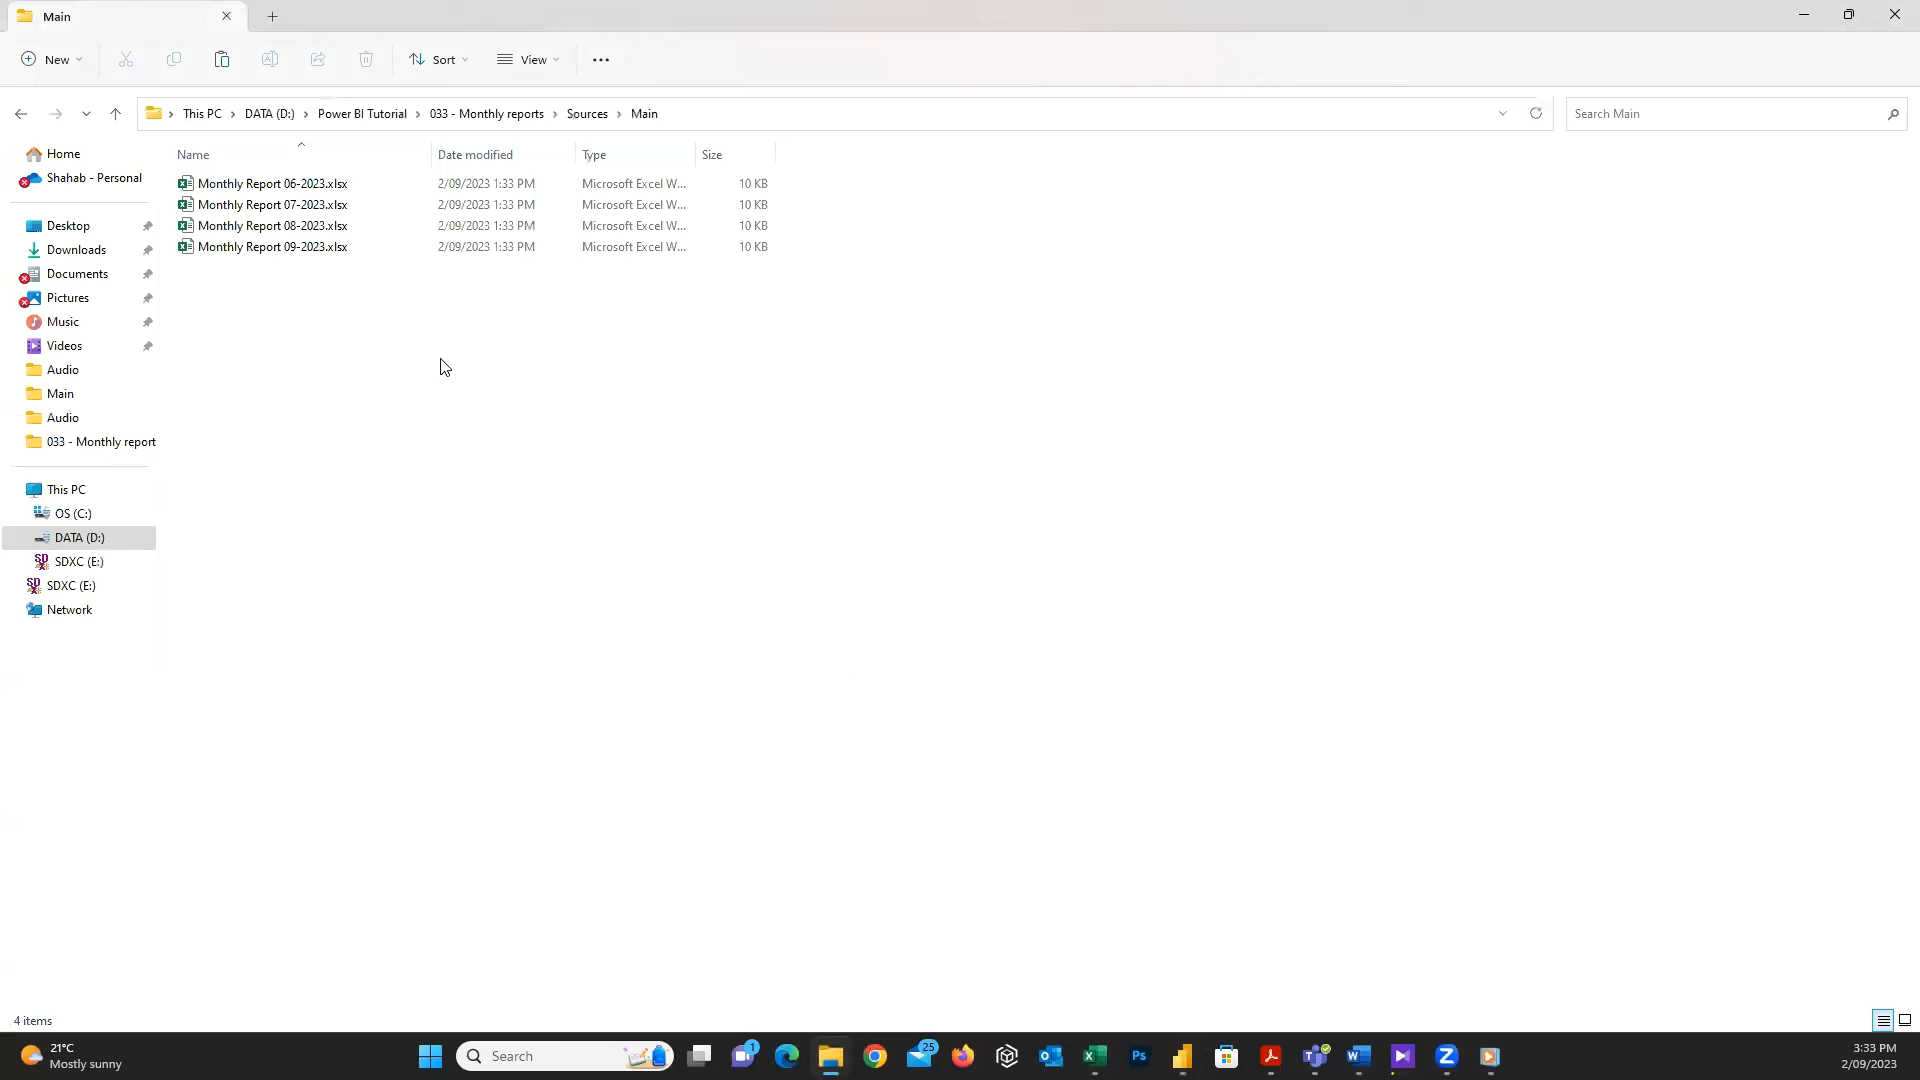 Main
New
Sort
View
This PC
DATA (D:)
Power BI Tutorial
033 - Monthly reports
Sources
Main
Search Main
Name
Date modified
Type
Size
Monthly Report 06-2023.xlsx 2/09/2023 1:33 PM Microsoft Excel W... 10 KB
Monthly Report 07-2023.xlsx 2/09/2023 1:33 PM Microsoft Excel W... 10 KB
Monthly Report 08-2023.xlsx 2/09/2023 1:33 PM Microsoft Excel W... 10 KB
Monthly Report 09-2023.xlsx 2/09/2023 1:33 PM Microsoft Excel W... 10 KB
Home
Shahab - Personal
Desktop
Downloads
Documents
Pictures
Music
Videos
Audio
Main
Audio
033 - Monthly report
This PC
OS (C:)
DATA (D:)
SDXC (E:)
SDXC (E:)
Network
4 items
21°C
Mostly sunny
Search
1
25
Ps
3:33 PM
2/09/2023